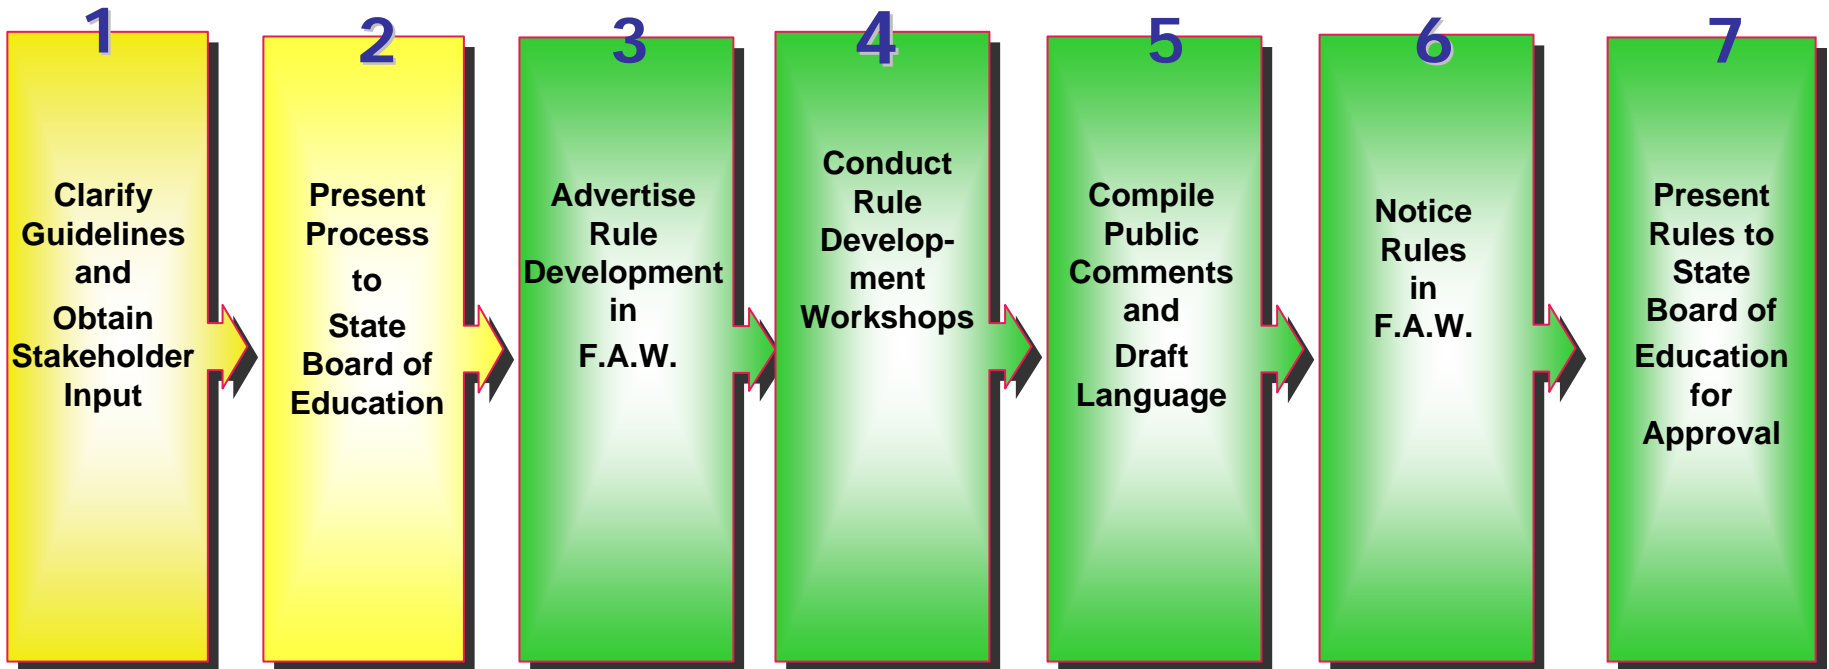 1
Clarify
Guidelines
and
Obtain
Stakeholder
Input
2
Present
Process
to
State
Board of
Education
3
Advertise
Rule
Development
in
F.A.W.
4
Conduct
Rule
Develop-
ment
Workshops
5
Compile
Public
Comments
and
Draft
Language
6
Notice
Rules
in
F.A.W.
7
Present
Rules to
State
Board of
Education
for
Approval